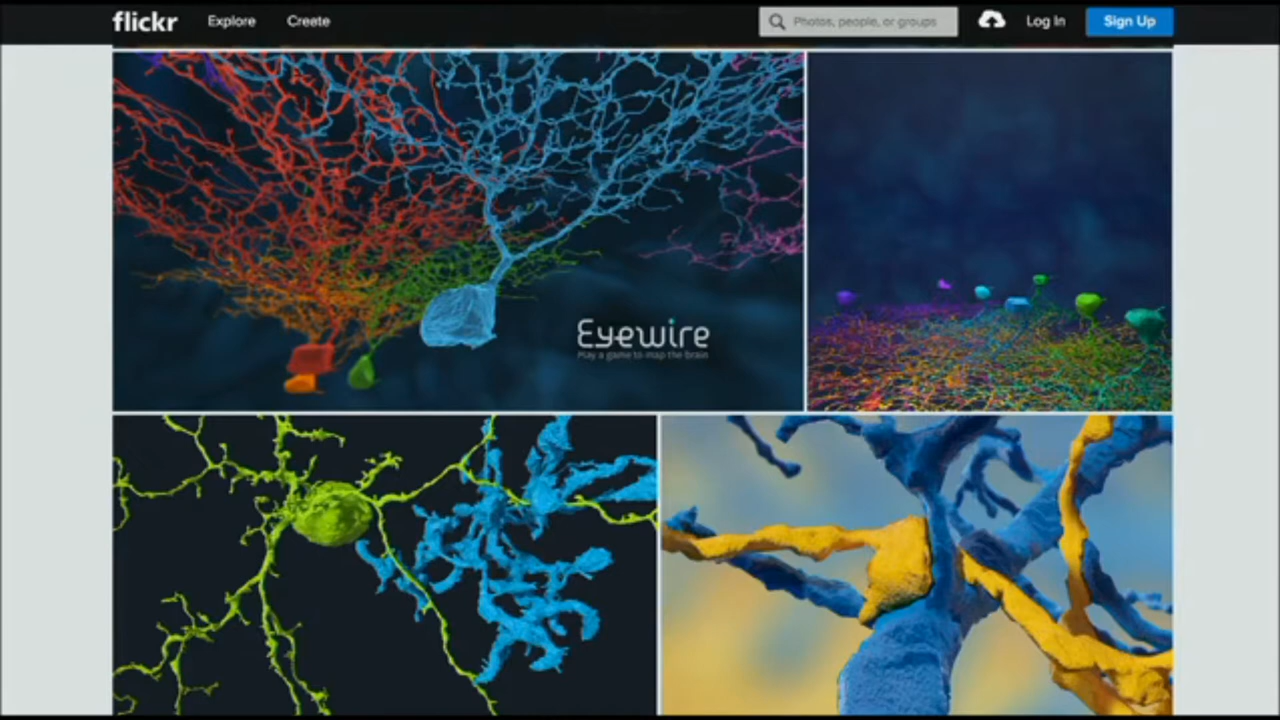 flickr Explore Create Photos, people, or groups Log In Sign Up
Eyewire
Play a game to map the brain